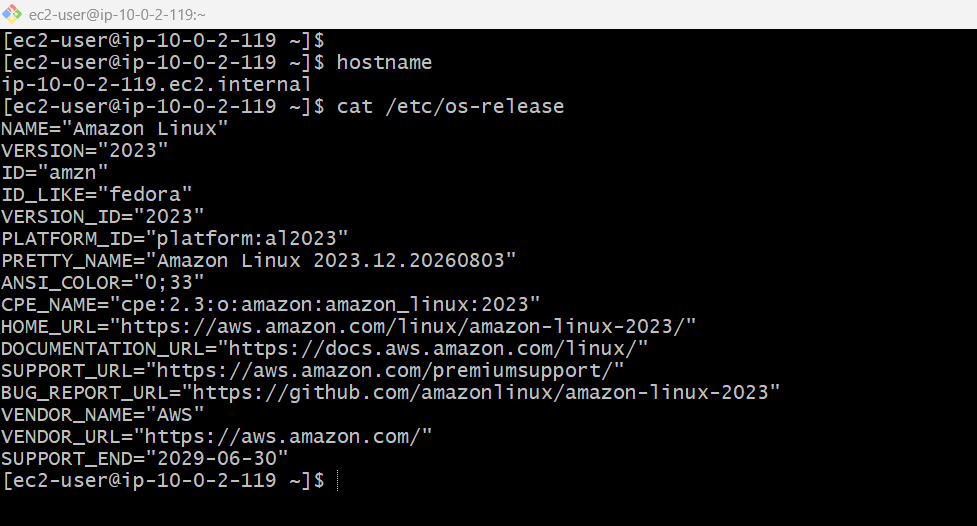 ec2-user@ip-10-0-2-119:~
[ec2-user@ip-10-0-2-119 ~]$
[ec2-user@ip-10-0-2-119 ~]$ hostname
ip-10-0-2-119.ec2.internal
[ec2-user@ip-10-0-2-119 ~]$ cat /etc/os-release
NAME="Amazon Linux"
VERSION="2023"
ID="amzn"
ID_LIKE="fedora"
VERSION_ID="2023"
PLATFORM_ID="platform:al2023"
PRETTY_NAME="Amazon Linux 2023.12.20260803"
ANSI_COLOR="0;33"
CPE_NAME="cpe:2.3:o:amazon:amazon_linux:2023"
HOME_URL="https://aws.amazon.com/linux/amazon-linux-2023/"
DOCUMENTATION_URL="https://docs.aws.amazon.com/linux/"
SUPPORT_URL="https://aws.amazon.com/premiumsupport/"
BUG_REPORT_URL="https://github.com/amazonlinux/amazon-linux-2023"
VENDOR_NAME="AWS"
VENDOR_URL="https://aws.amazon.com/"
SUPPORT_END="2029-06-30"
[ec2-user@ip-10-0-2-119 ~]$